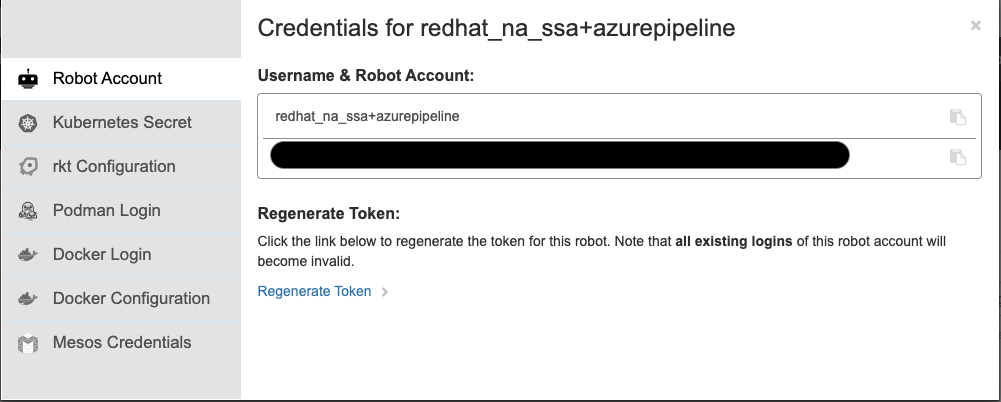 Credentials for redhat_na_ssa+azurepipeline
Robot Account
Kubernetes Secret
rkt Configuration
Podman Login
Docker Login
Docker Configuration
Mesos Credentials
Username & Robot Account:
redhat_na_ssa+azurepipeline
Regenerate Token:
Click the link below to regenerate the token for this robot. Note that all existing logins of this robot account will
become invalid.
Regenerate Token